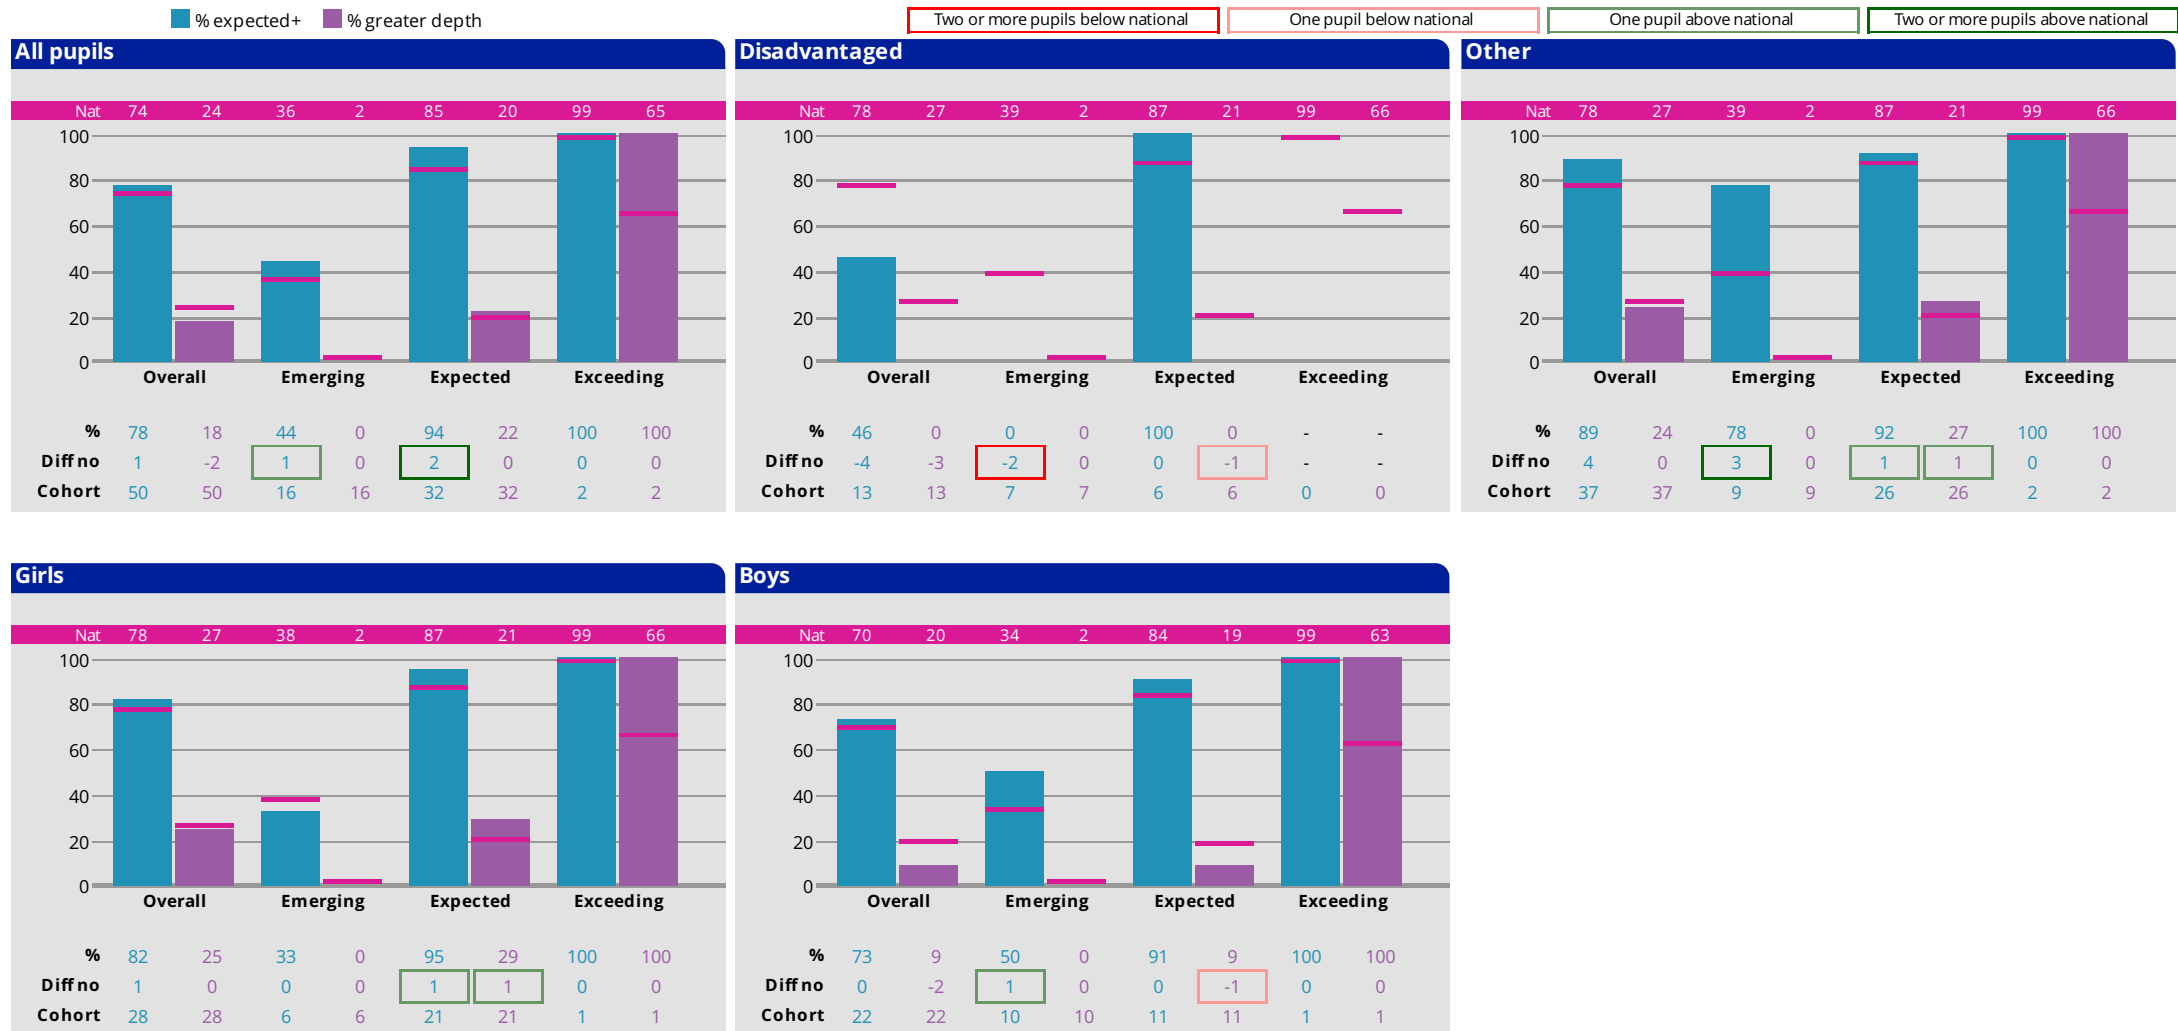 % expected+ % greater depth Two or more pupils below national One pupil below national One pupil above national Two or more pupils above national
All pupils
Nat 74 24 36 2 85 20 99 65
100
80
60
40
20
0
Overall Emerging Expected Exceeding
% 78 18 44 0 94 22 100 100
Diff no 1 -2 1 0 2 0 0 0
Cohort 50 50 16 16 32 32 2 2
Disadvantaged
Nat 78 27 39 2 87 21 99 66
100
80
60
40
20
0
Overall Emerging Expected Exceeding
% 46 0 0 0 100 0 - -
Diff no -4 -3 -2 0 0 -1 - -
Cohort 13 13 7 7 6 6 0 0
Other
Nat 78 27 39 2 87 21 99 66
100
80
60
40
20
0
Overall Emerging Expected Exceeding
% 89 24 78 0 92 27 100 100
Diff no 4 0 3 0 1 1 0 0
Cohort 37 37 9 9 26 26 2 2
Girls
Nat 78 27 38 2 87 21 99 66
100
80
60
40
20
0
Overall Emerging Expected Exceeding
% 82 25 33 0 95 29 100 100
Diff no 1 0 0 0 1 1 0 0
Cohort 28 28 6 6 21 21 1 1
Boys
Nat 70 20 34 2 84 19 99 63
100
80
60
40
20
0
Overall Emerging Expected Exceeding
% 73 9 50 0 91 9 100 100
Diff no 0 -2 1 0 0 -1 0 0
Cohort 22 22 10 10 11 11 1 1